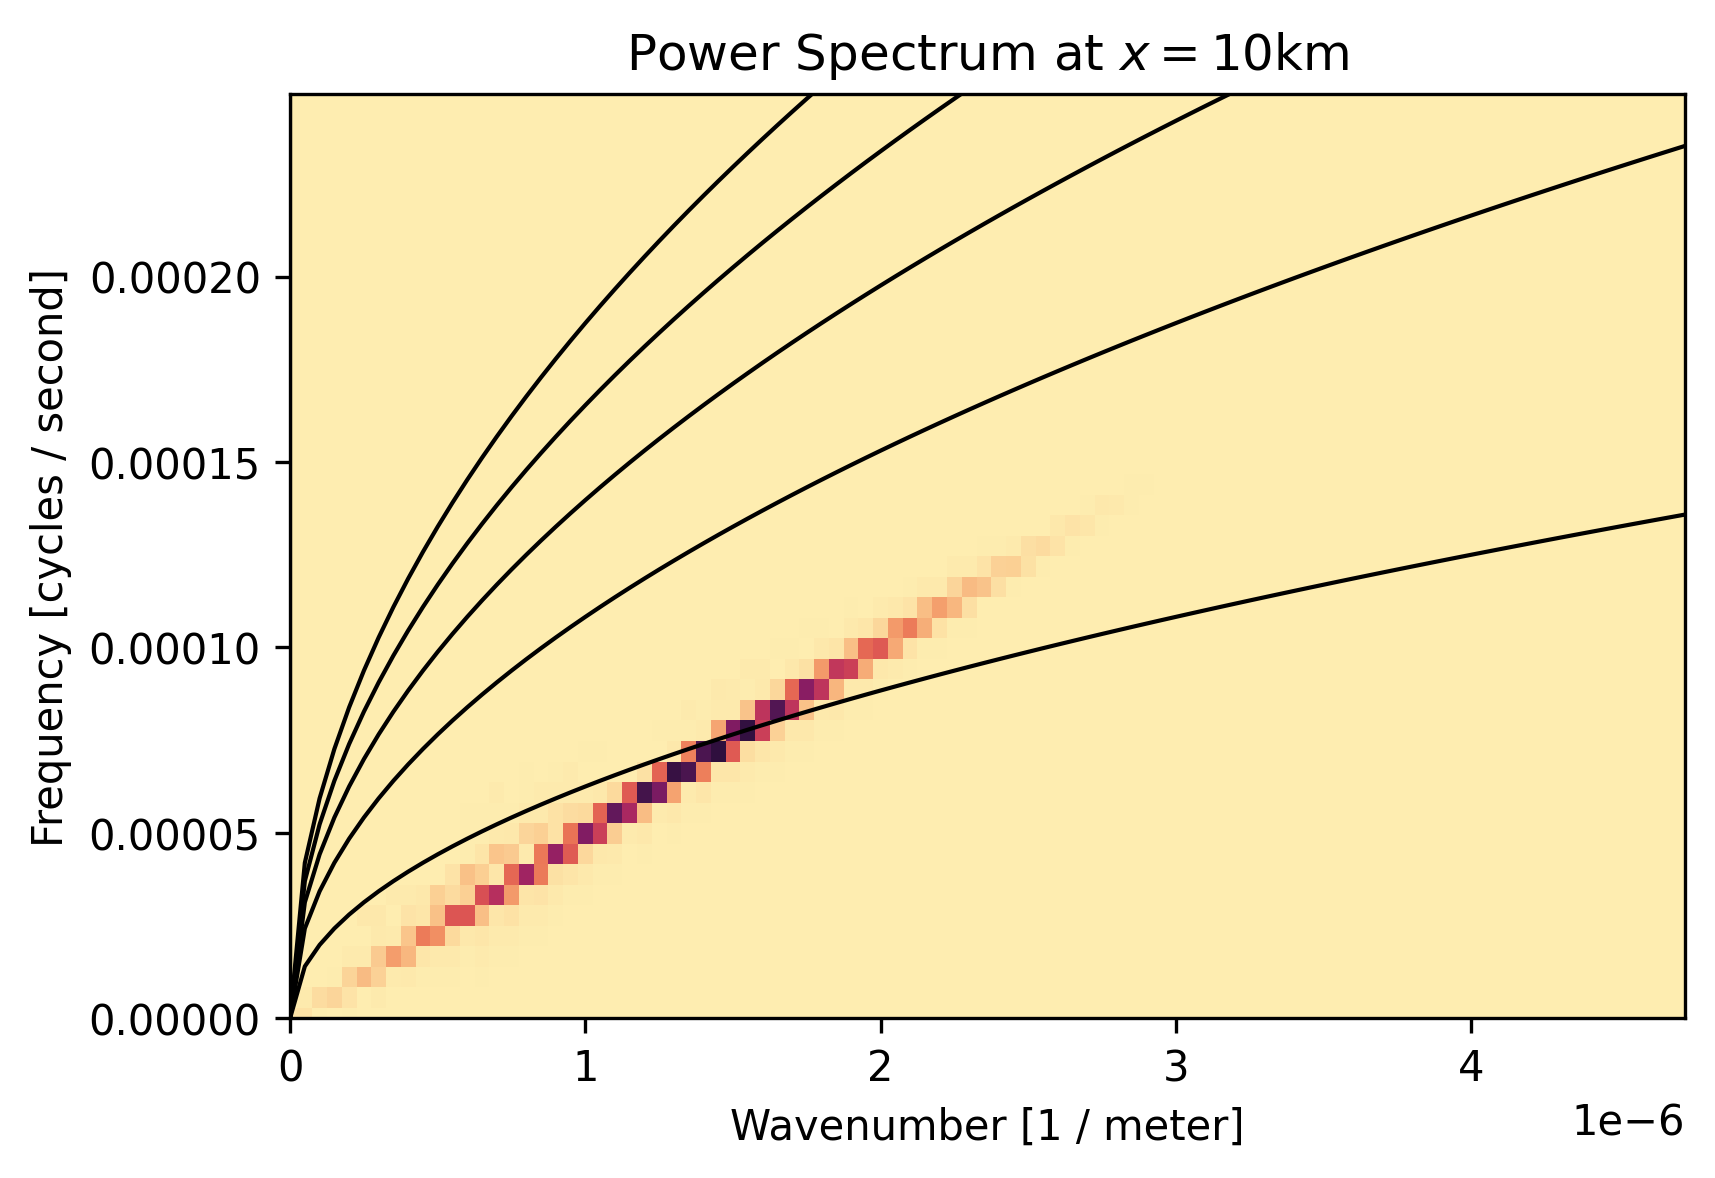 Power Spectrum at x = 10km
Frequency [cycles / second]
0.00020
0.00015
0.00010
0.00005
0.00000
0 1 2 3 4
1e−6
Wavenumber [1 / meter]